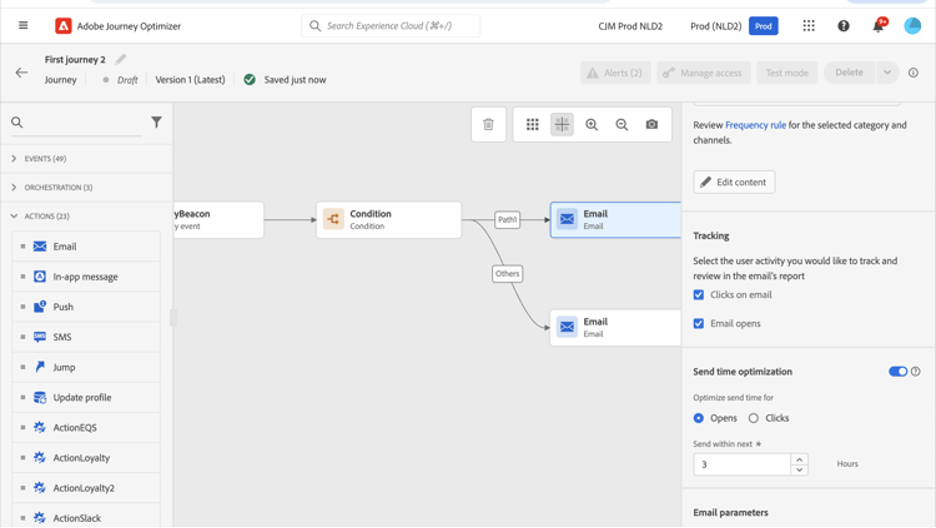 Adobe Journey Optimizer
Search Experience Cloud (⌘+/)
CJM Prod NLD2
Prod (NLD2)
Prod
9+
First journey 2
Journey
Draft
Version 1 (Latest)
Saved just now
Alerts (2)
Manage access
Test mode
Delete
EVENTS (49)
ORCHESTRATION (3)
ACTIONS (23)
Email
In-app message
Push
SMS
SMS
Jump
Update profile
ActionEQS
ActionLoyalty
ActionLoyalty2
ActionSlack
yBeacon
y event
Condition
Condition
Path1
Others
Email
Email
Email
Email
Review Frequency rule for the selected category and
channels.
Edit content
Tracking
Select the user activity you would like to track and
review in the email's report
Clicks on email
Email opens
Send time optimization
Optimize send time for
Opens
Clicks
Send within next *
3
Hours
Email parameters